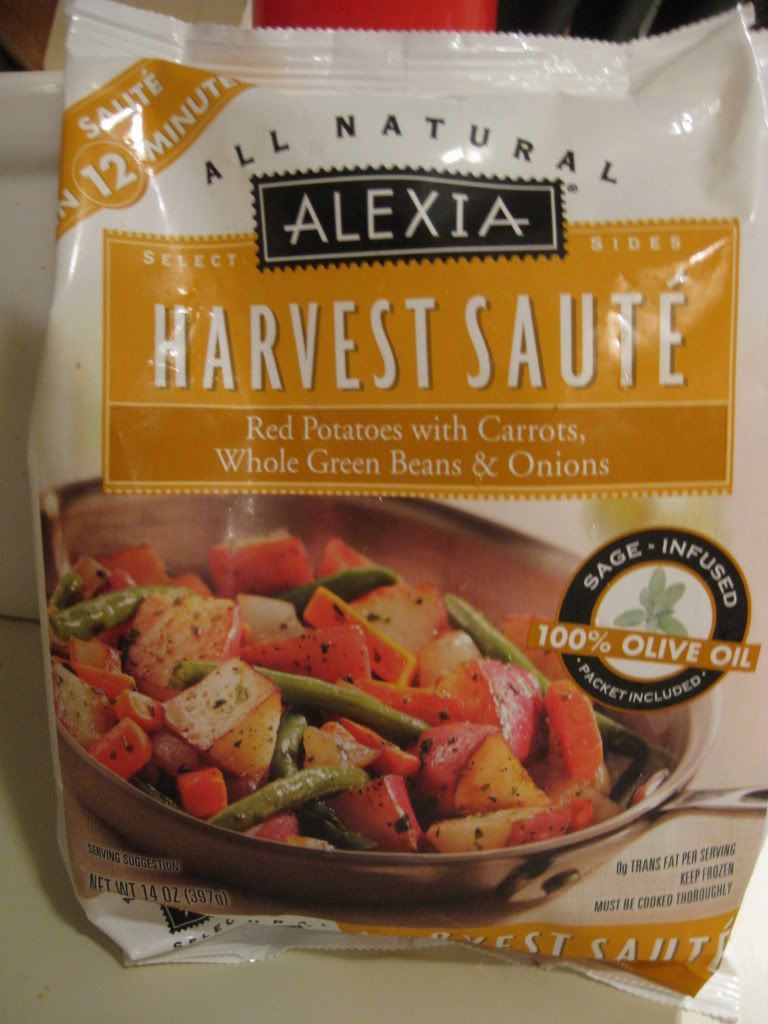 SAUTÉ
IN 12 MINUTES
ALL NATURAL
ALEXIA®
SELECT SIDES
HARVEST SAUTÉ
Red Potatoes with Carrots,
Whole Green Beans & Onions
SAGE - INFUSED
100% OLIVE OIL
· PACKET INCLUDED ·
SERVING SUGGESTION
NET WT 14 OZ (397g)
0g TRANS FAT PER SERVING
KEEP FROZEN
MUST BE COOKED THOROUGHLY
HARVEST SAUTÉ